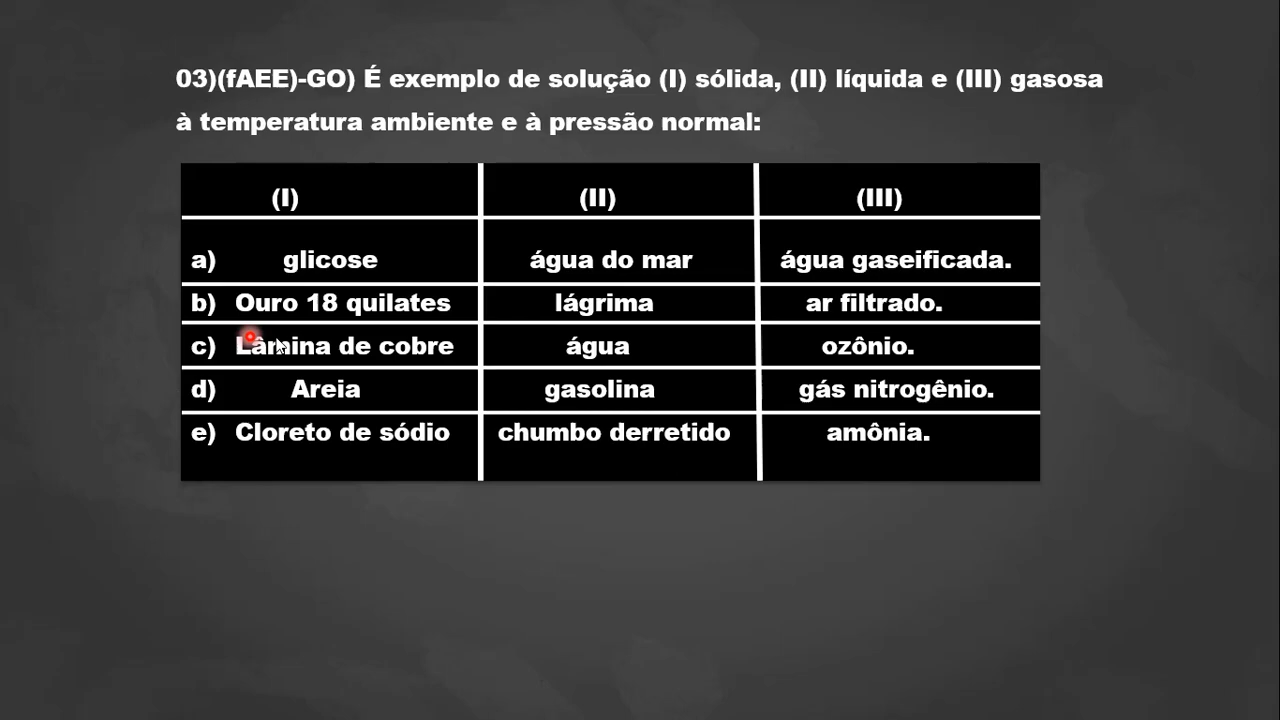 03)(fAEE)-GO) É exemplo de solução (I) sólida, (II) líquida e (III) gasosa
à temperatura ambiente e à pressão normal:
(I) (II) (III)
a) glicose água do mar água gaseificada.
b) Ouro 18 quilates lágrima ar filtrado.
c) Lâmina de cobre água ozônio.
d) Areia gasolina gás nitrogênio.
e) Cloreto de sódio chumbo derretido amônia.